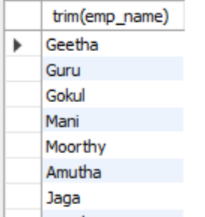 trim(emp_name)
Geetha
Guru
Gokul
Mani
Moorthy
Amutha
Jaga